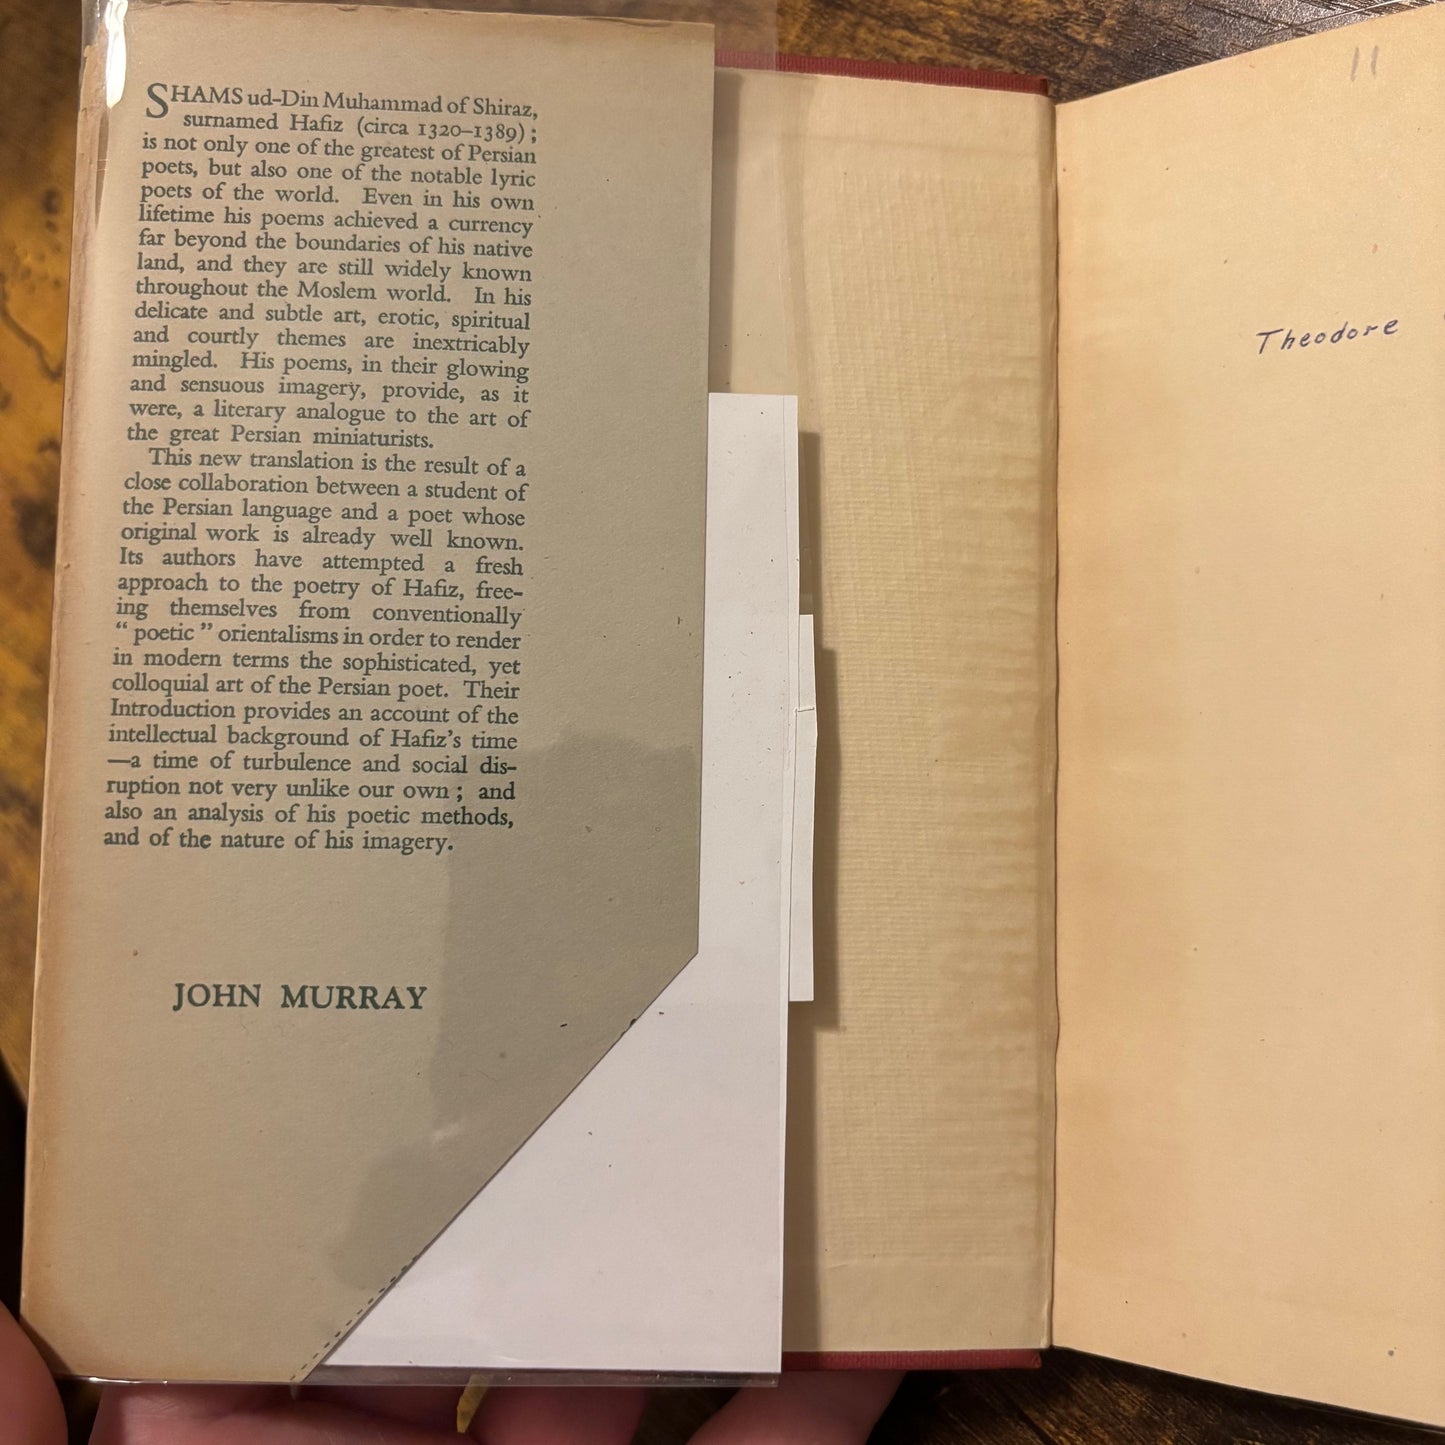 SHAMS ud-Din Muhammad of Shiraz,
surnamed Hafiz (circa 1320–1389) ;
is not only one of the greatest of Persian
poets, but also one of the notable lyric
poets of the world. Even in his own
lifetime his poems achieved a currency
far beyond the boundaries of his native
land, and they are still widely known
throughout the Moslem world. In his
delicate and subtle art, erotic, spiritual
and courtly themes are inextricably
mingled. His poems, in their glowing
and sensuous imagery, provide, as it
were, a literary analogue to the art of
the great Persian miniaturists.
This new translation is the result of a
close collaboration between a student of
the Persian language and a poet whose
original work is already well known.
Its authors have attempted a fresh
approach to the poetry of Hafiz, free-
ing themselves from conventionally
“ poetic ” orientalisms in order to render
in modern terms the sophisticated, yet
colloquial art of the Persian poet. Their
Introduction provides an account of the
intellectual background of Hafiz’s time
—a time of turbulence and social dis-
ruption not very unlike our own ; and
also an analysis of his poetic methods,
and of the nature of his imagery.
JOHN MURRAY
11
Theodore